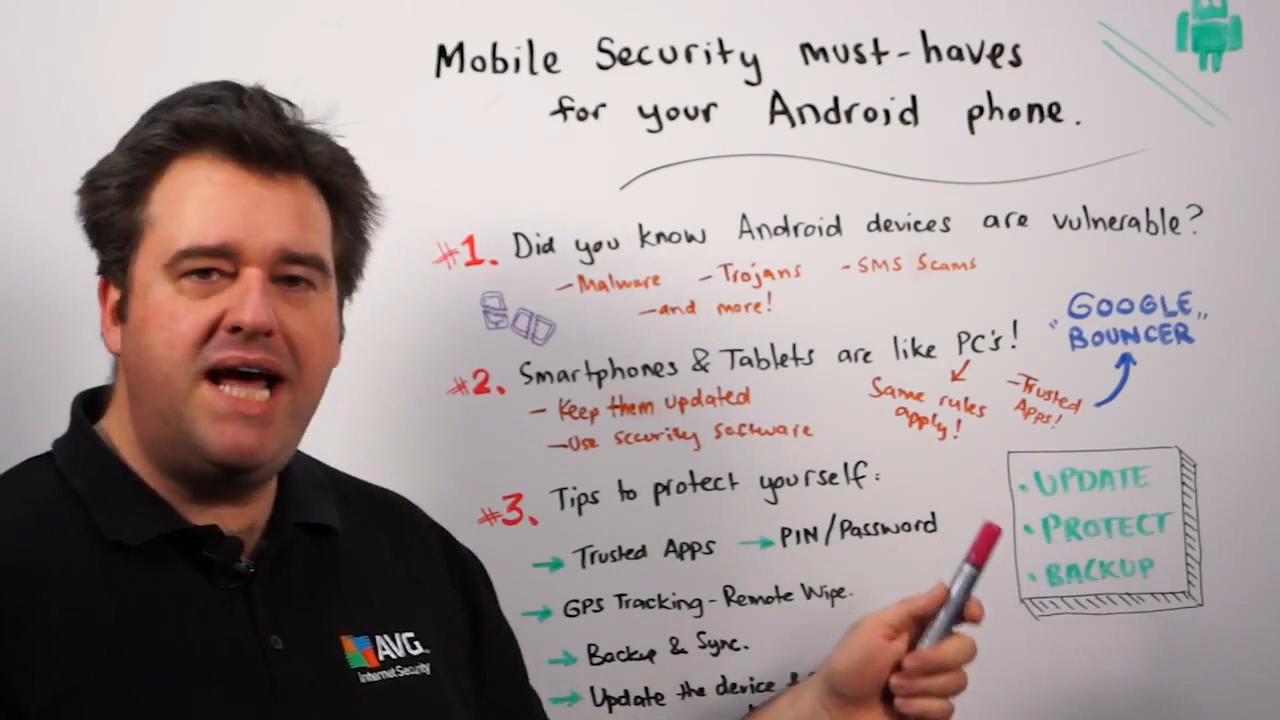 Mobile Security must-haves
for your Android phone.
#1. Did you know Android devices are vulnerable?
- Malware - Trojans - SMS Scams
- and more!
"GOOGLE BOUNCER"
#2. Smartphones & Tablets are like PC's!
- Keep them updated
- Use security software
Same rules apply!
- Trusted Apps!
#3. Tips to protect yourself:
→ Trusted Apps → PIN/Password
→ GPS Tracking - Remote Wipe.
→ Backup & Sync.
→ Update the device &
• UPDATE
• PROTECT
• BACKUP
AVG
Internet Security